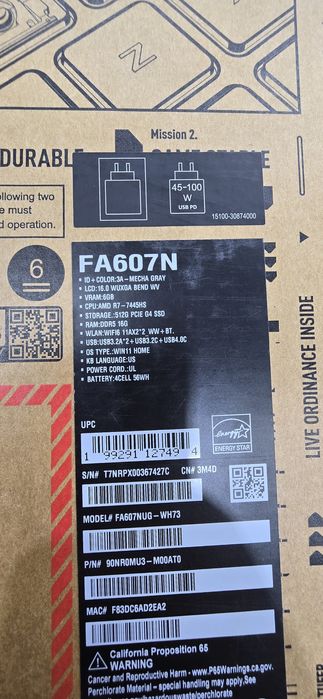 Z
Mission 2.
DURABLE
GAME STABLE
ollowing two
e must
d operation.
6
45-100
W
USB PD
15100-30874000
FA607N
ID+COLOR:3A-MECHA GRAY
LCD:16.0 WUXGA BEND WV
VRAM:6GB
CPU:AMD R7-7445HS
STORAGE.:512G PCIE G4 SSD
RAM:DDR5 16G
WLAN:WIFI6 11AX2*2_WW+BT.
USB:USB3.2A*2+USB3.2C+USB4.0C
OS TYPE.:WIN11 HOME
KB LANGUAGE:US
POWER CORD.:UL
BATTERY:4CELL 56WH
UPC
1 99291 12749 4
ENERGY STAR
S/N# T7NRPX00367427C CN# 3M4D
MODEL# FA607NUG-WH73
P/N# 90NR0MU3-M00AT0
MAC# F83DC6AD2EA2
LIVE ORDINANCE INSIDE
California Proposition 65
WARNING
Cancer and Reproductive Harm - www.P65Warnings.ca.gov.
Perchlorate Material - special handling may apply.See